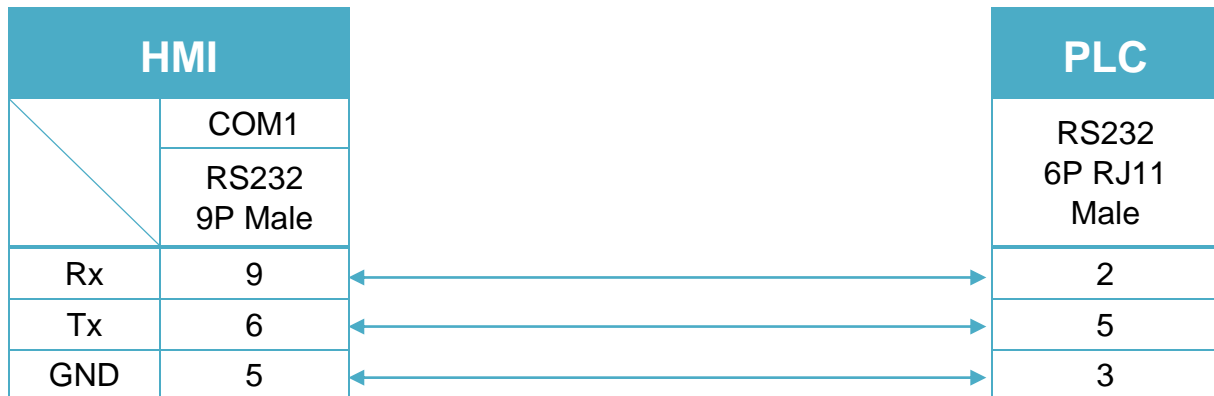 HMI PLC
COM1
RS232
9P Male
RS232
6P RJ11
Male
Rx 9 2
Tx 6 5
GND 5 3